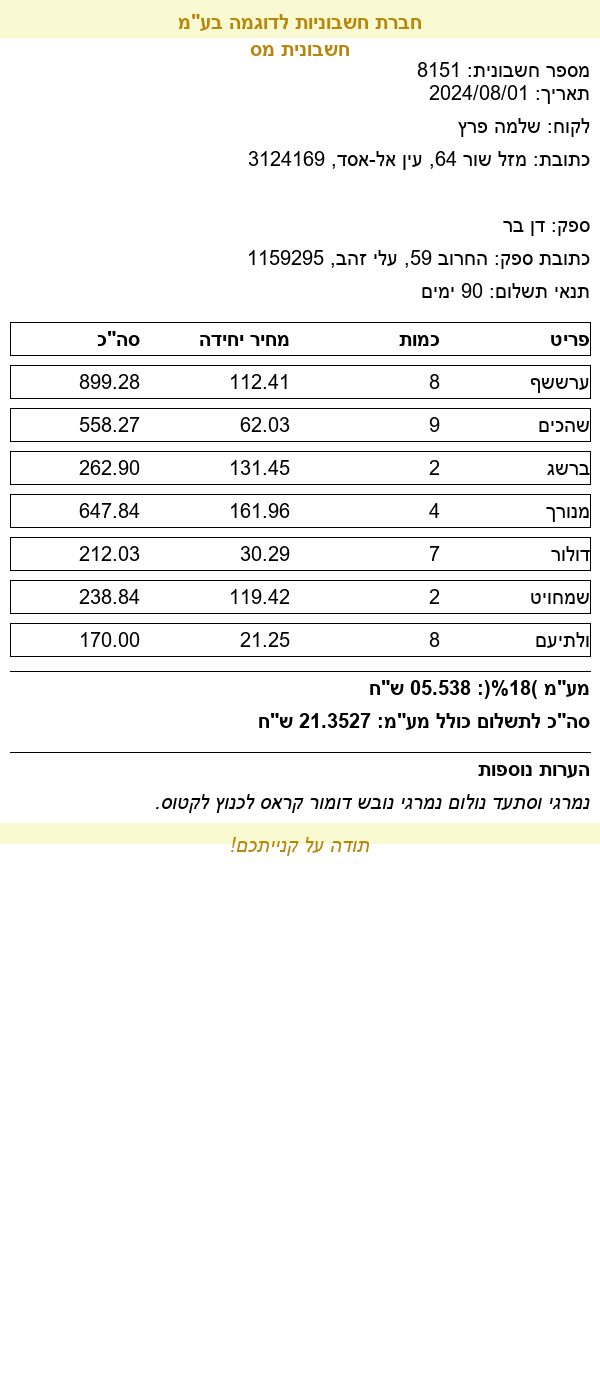 חברת חשבוניות לדוגמה בע"מ
חשבונית מס
מספר חשבונית: 8151
תאריך: 2024/08/01
לקוח: שלמה פרץ
כתובת: מזל שור 64, עין אל-אסד, 3124169
ספק: דן בר
כתובת ספק: החרוב 59, עלי זהב, 1159295
תנאי תשלום: 90 ימים
פריט כמות מחיר יחידה סה"כ
ערששף 8 112.41 899.28
שהכים 9 62.03 558.27
ברשג 2 131.45 262.90
מנורך 4 161.96 647.84
דולור 7 30.29 212.03
שמחויט 2 119.42 238.84
ולתיעם 8 21.25 170.00
מע"מ )18%(: 05.538 ש"ח
סה"כ לתשלום כולל מע"מ: 21.3527 ש"ח
הערות נוספות
נמרגי וסתעד נולום נמרגי נובש דומור קראס לכנוץ לקטוס.
תודה על קנייתכם!